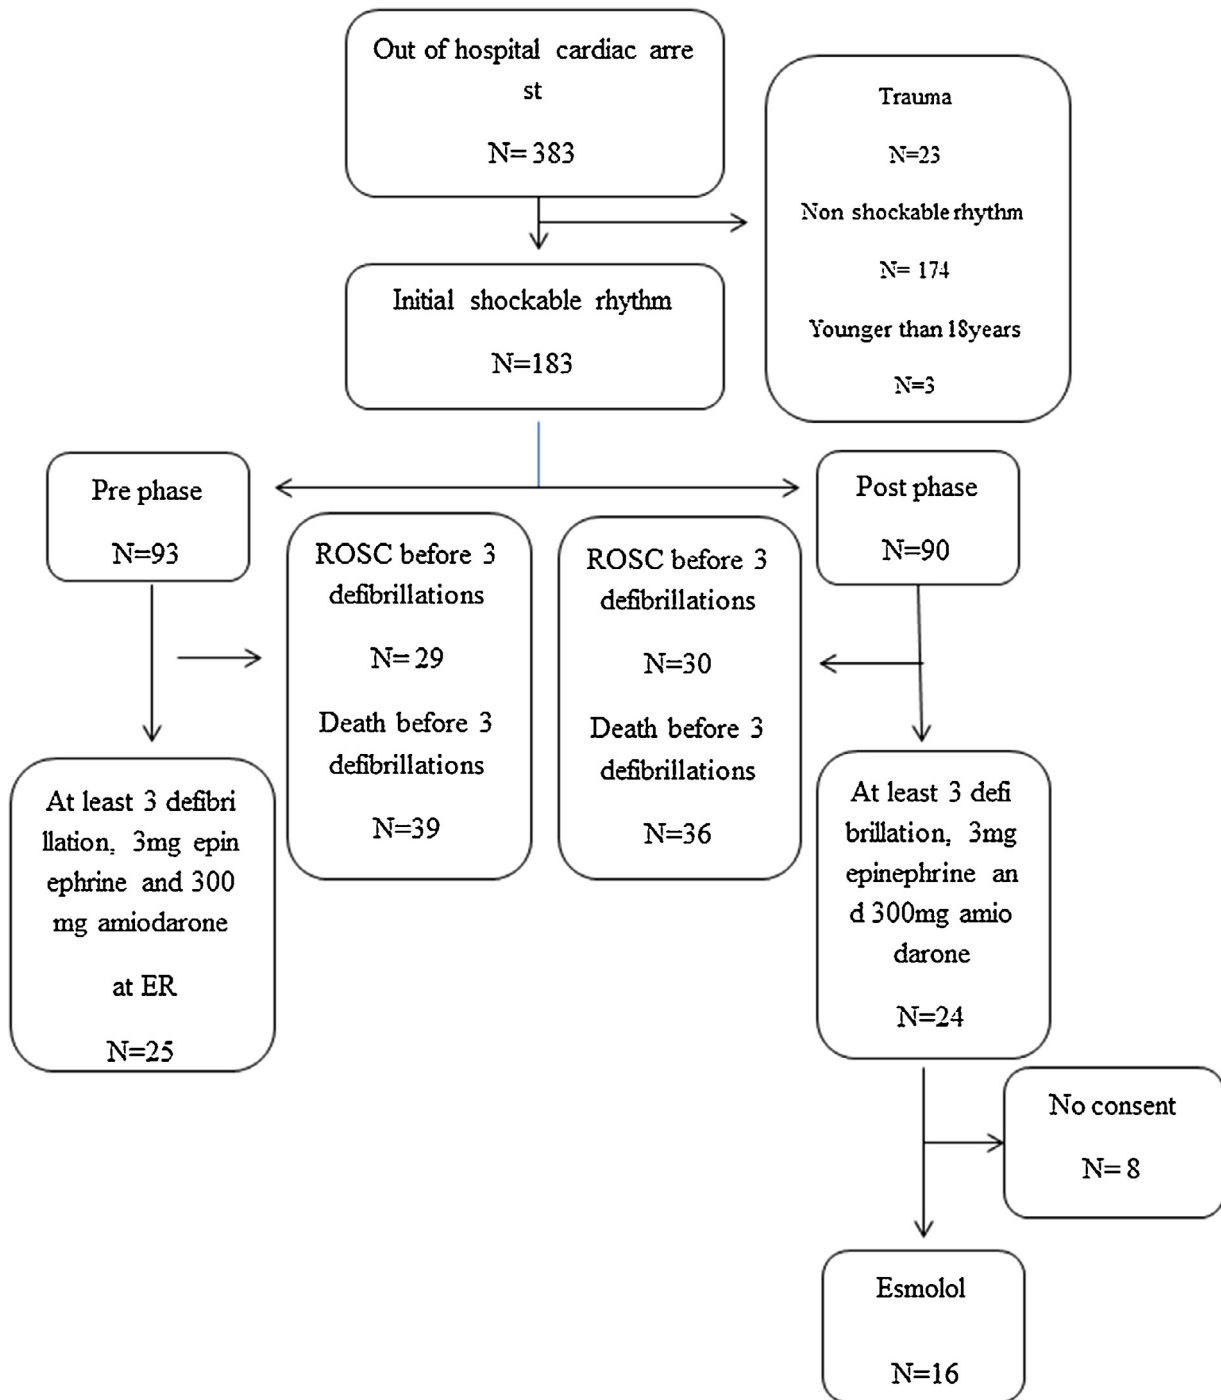 Out of hospital cardiac arre
st
N= 383
Trauma
N=23
Non shockable rhythm
N= 174
Younger than 18years
N=3
Initial shockable rhythm
N=183
Pre phase
N=93
Post phase
N=90
ROSC before 3
defibrillations
N= 29
Death before 3
defibrillations
N=39
ROSC before 3
defibrillations
N=30
Death before 3
defibrillations
N=36
At least 3 defibri
llation, 3mg epin
ephrine and 300
mg amiodarone
at ER
N=25
At least 3 defi
brillation, 3mg
epinephrine an
d 300mg amio
darone
N=24
No consent
N= 8
Esmolol
N=16